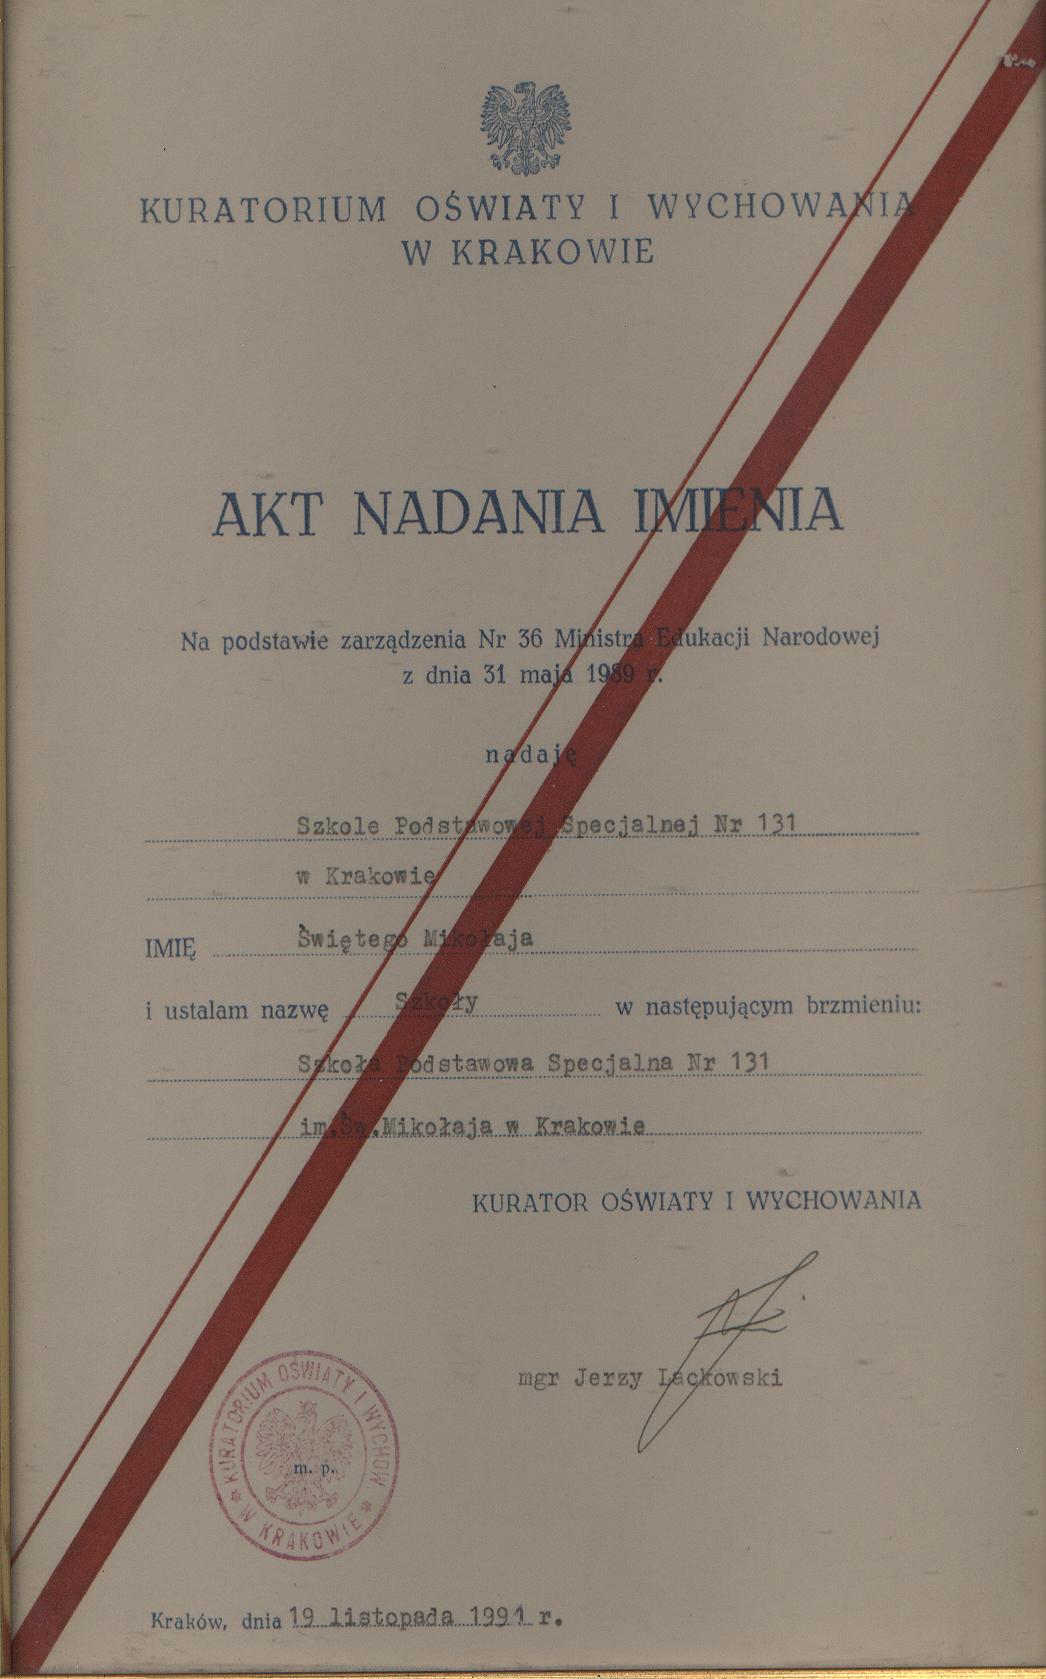 KURATORIUM OŚWIATY I WYCHOWANIA
W KRAKOWIE
AKT NADANIA IMIENIA
Na podstawie zarządzenia Nr 36 Ministra Edukacji Narodowej
z dnia 31 maja 1989 r.
nadaję
Szkole Podstawowej Specjalnej Nr 131
w Krakowie
IMIĘ Świętego Mikołaja
i ustalam nazwę Szkoły w następującym brzmieniu:
Szkoła Podstawowa Specjalna Nr 131
im.Św.Mikołaja w Krakowie
KURATOR OŚWIATY I WYCHOWANIA
mgr Jerzy Lackowski
KURATORIUM OŚWIATY I WYCHOW.
W KRAKOWIE
m. p.
Kraków, dnia 19 listopada 1991 r.